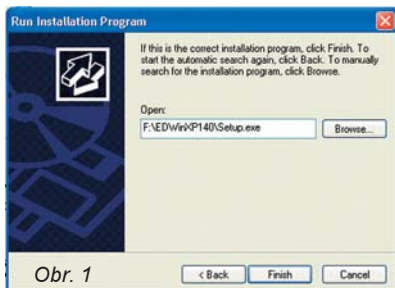 Run Installation Program
If this is the correct installation program, click Finish. To
start the automatic search again, click Back. To manually
search for the installation program, click Browse.
Open:
F:\EDWinXP140\Setup.exe
Browse...
Obr. 1
< Back
Finish
Cancel